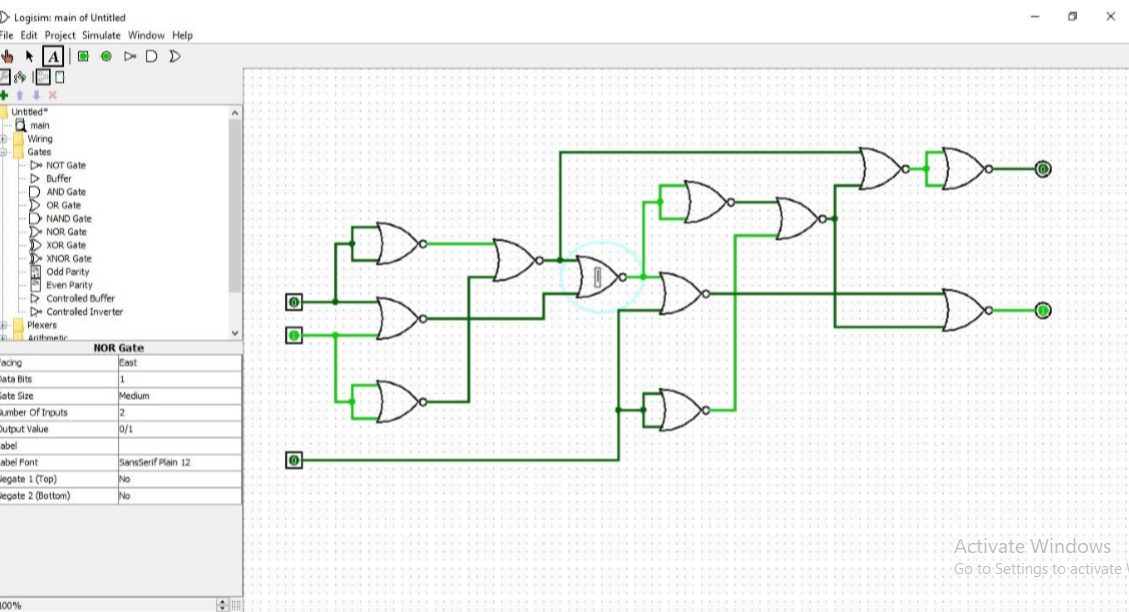 Logisim: main of Untitled
File Edit Project Simulate Window Help
A
Untitled*
main
Wiring
Gates
NOT Gate
Buffer
AND Gate
OR Gate
NAND Gate
NOR Gate
XOR Gate
XNOR Gate
Odd Parity
Even Parity
Controlled Buffer
Controlled Inverter
Plexers
Arithmetic
NOR Gate
acing East
Data Bits 1
Gate Size Medium
Number Of Inputs 2
Output Value 0/1
abel
abel Font SansSerif Plain 12
Negate 1 (Top) No
Negate 2 (Bottom) No
100%
0
1
0
0
1
Activate Windows
Go to Settings to activate